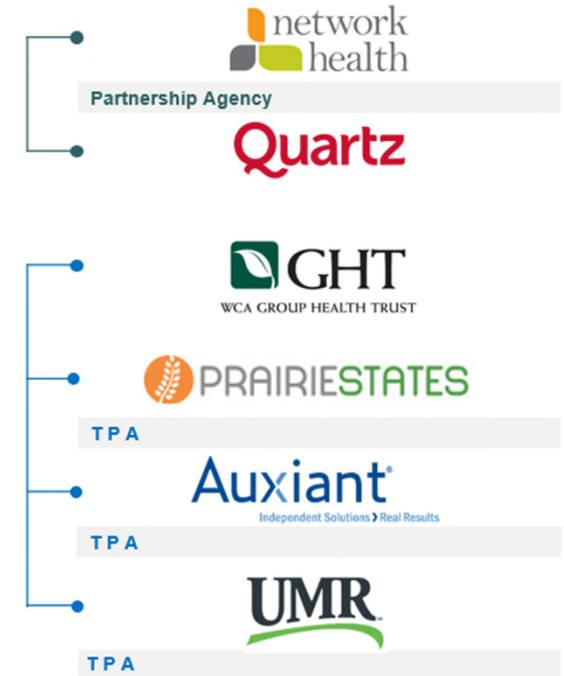 network
health
Partnership Agency
Quartz
GHT
WCA GROUP HEALTH TRUST
PRAIRIESTATES
TPA
Auxiant®
Independent Solutions ❯ Real Results
TPA
UMR
TPA